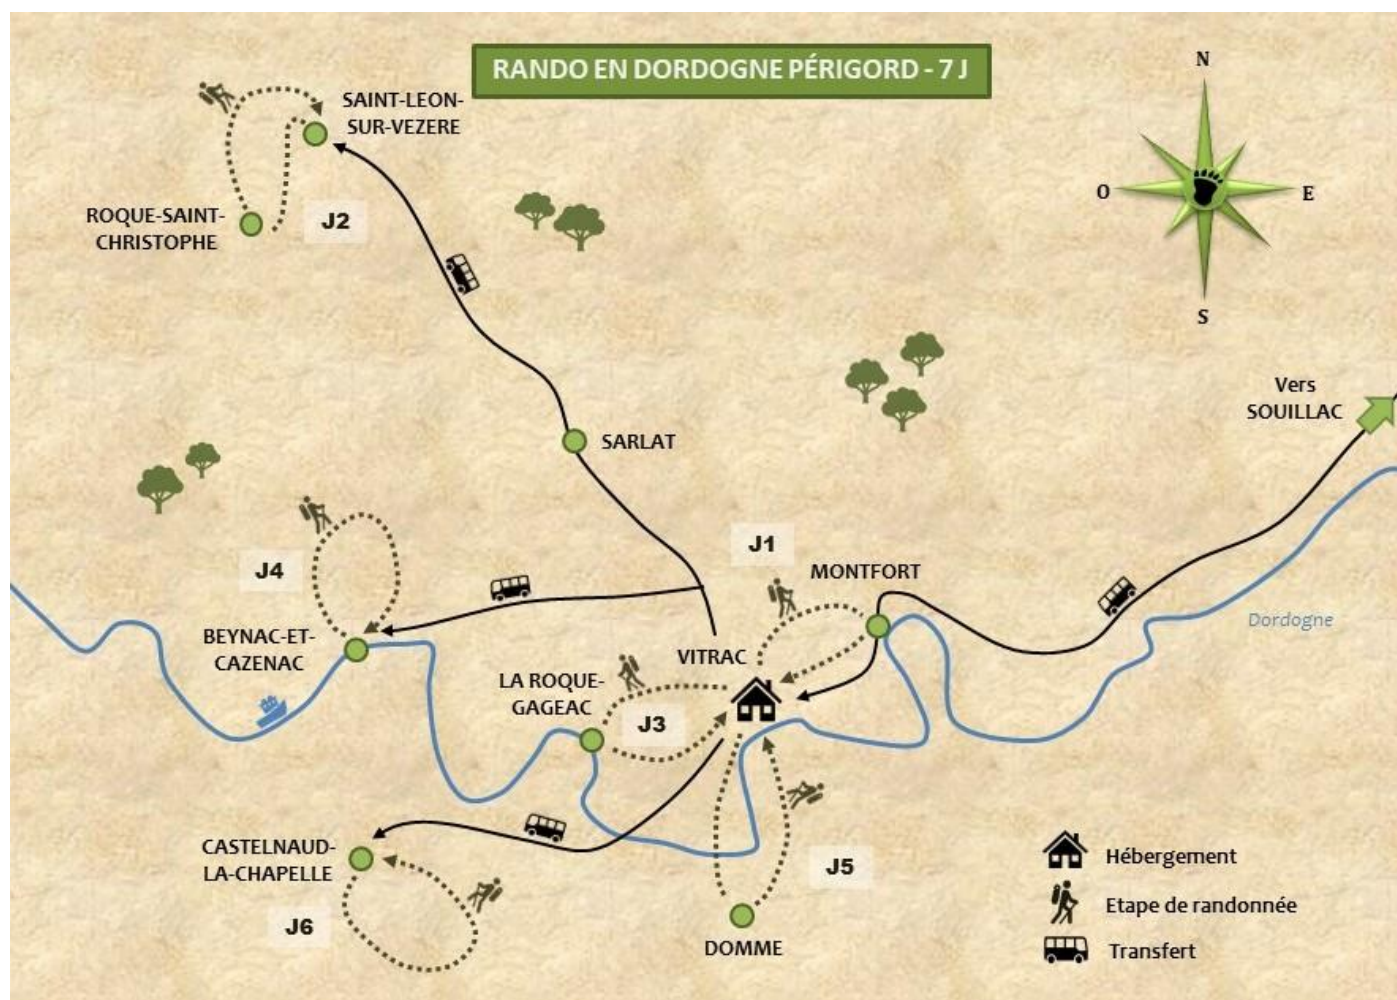 RANDO EN DORDOGNE PÉRIGORD - 7 J
N
O
E
S
SAINT-LEON-
SUR-VEZERE
ROQUE-SAINT-
CHRISTOPHE
J2
Vers
SOUILLAC
SARLAT
J1
MONTFORT
J4
Dordogne
BEYNAC-ET-
CAZENAC
VITRAC
LA ROQUE-
GAGEAC
J3
CASTELNAUD-
LA-CHAPELLE
J5
J6
DOMME
Hébergement
Etape de randonnée
Transfert